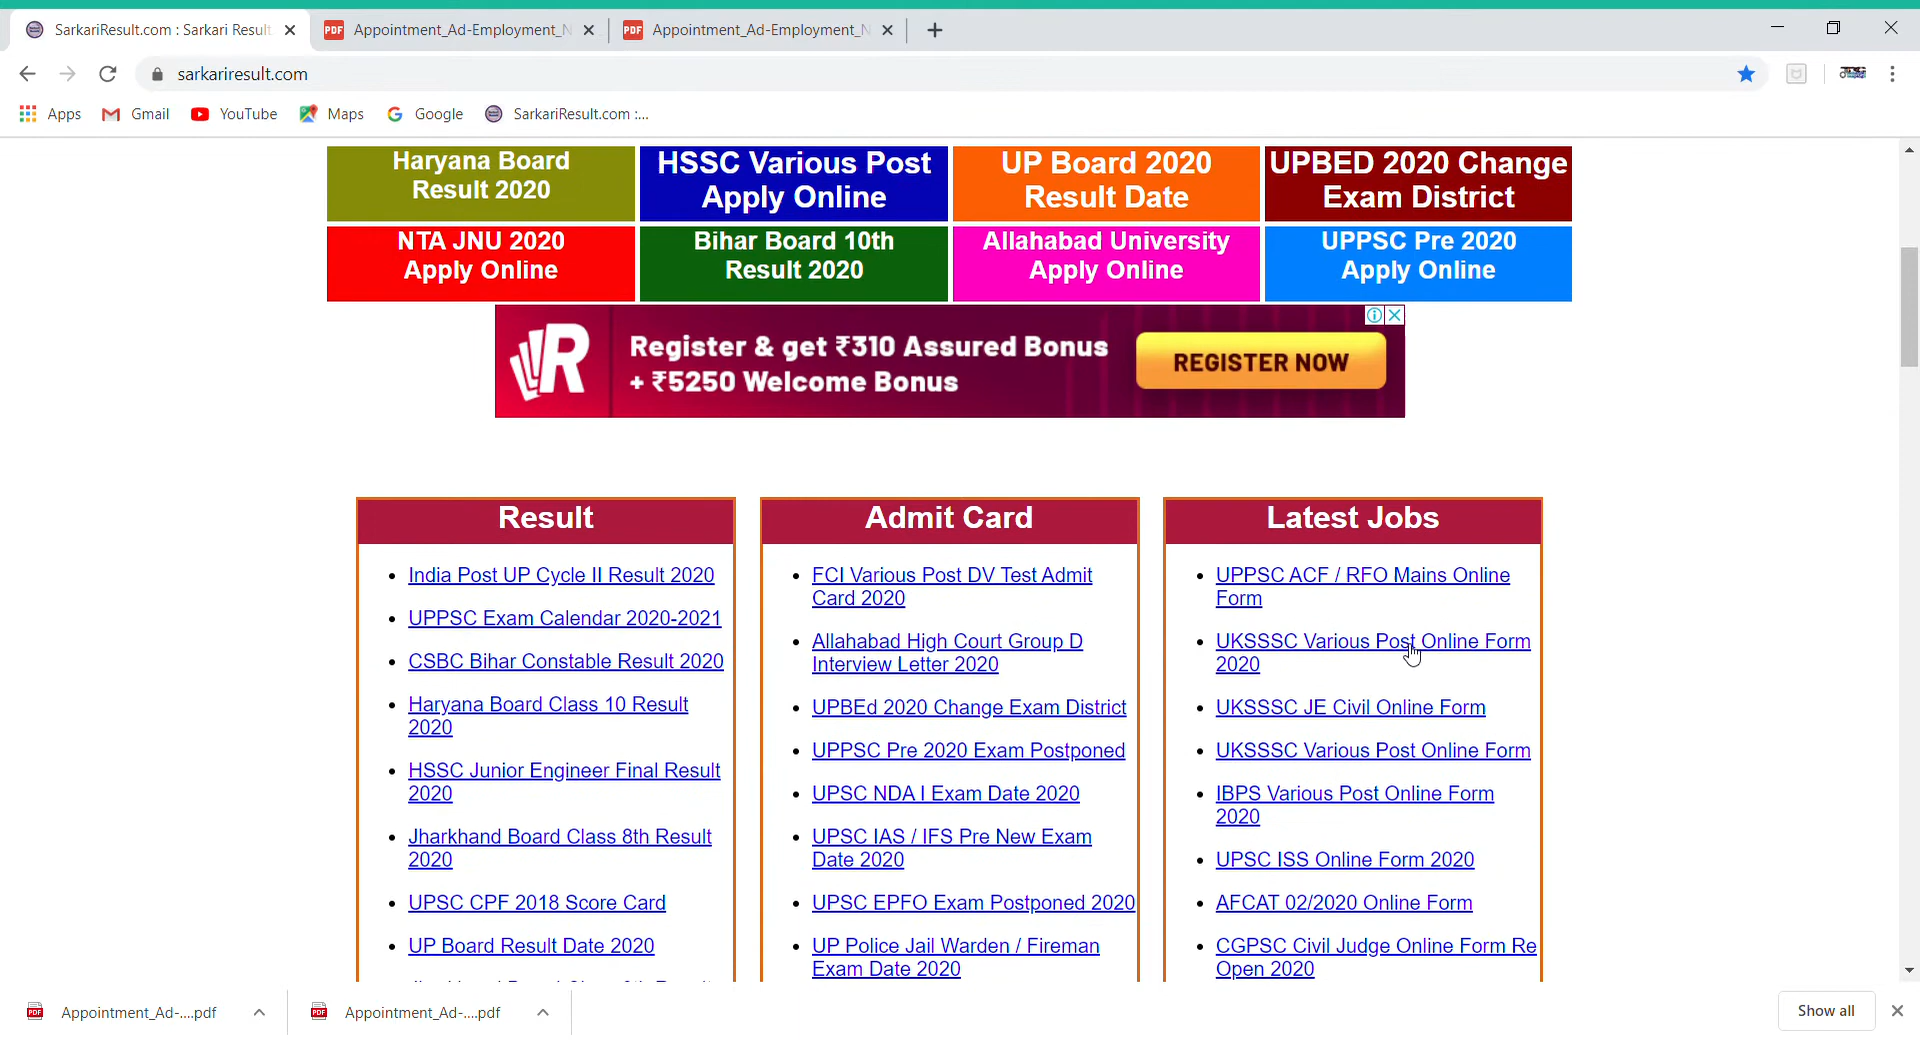 SarkariResult.com : Sarkari Result
Appointment_Ad-Employment_N
Appointment_Ad-Employment_N
sarkariresult.com
Apps
Gmail
YouTube
Maps
Google
SarkariResult.com :...
Haryana Board
Result 2020
HSSC Various Post
Apply Online
UP Board 2020
Result Date
UPBED 2020 Change
Exam District
NTA JNU 2020
Apply Online
Bihar Board 10th
Result 2020
Allahabad University
Apply Online
UPPSC Pre 2020
Apply Online
R
Register & get ₹310 Assured Bonus
+ ₹5250 Welcome Bonus
REGISTER NOW
Result
India Post UP Cycle II Result 2020
UPPSC Exam Calendar 2020-2021
CSBC Bihar Constable Result 2020
Haryana Board Class 10 Result
2020
HSSC Junior Engineer Final Result
2020
Jharkhand Board Class 8th Result
2020
UPSC CPF 2018 Score Card
UP Board Result Date 2020
Admit Card
FCI Various Post DV Test Admit
Card 2020
Allahabad High Court Group D
Interview Letter 2020
UPBEd 2020 Change Exam District
UPPSC Pre 2020 Exam Postponed
UPSC NDA I Exam Date 2020
UPSC IAS / IFS Pre New Exam
Date 2020
UPSC EPFO Exam Postponed 2020
UP Police Jail Warden / Fireman
Exam Date 2020
Latest Jobs
UPPSC ACF / RFO Mains Online
Form
UKSSSC Various Post Online Form
2020
UKSSSC JE Civil Online Form
UKSSSC Various Post Online Form
IBPS Various Post Online Form
2020
UPSC ISS Online Form 2020
AFCAT 02/2020 Online Form
CGPSC Civil Judge Online Form Re
Open 2020
Appointment_Ad-....pdf
Appointment_Ad-....pdf
Show all